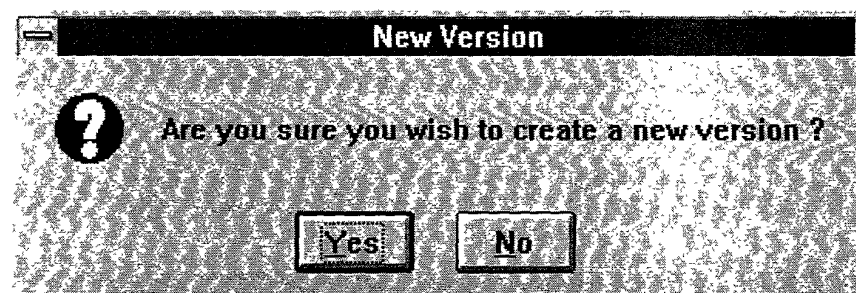 New Version
Are you sure you wish to create a new version ?
Yes
No